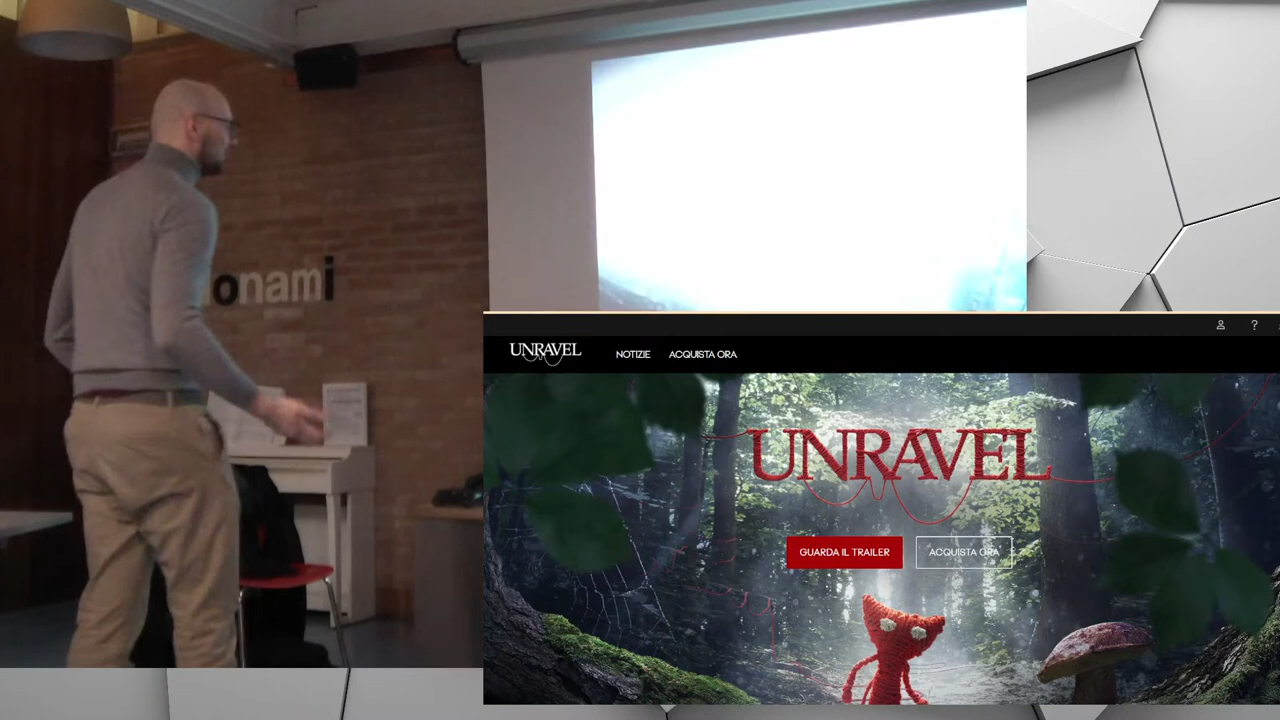 onami
?
UNRAVEL
NOTIZIE
ACQUISTA ORA
UNRAVEL
GUARDA IL TRAILER
ACQUISTA ORA